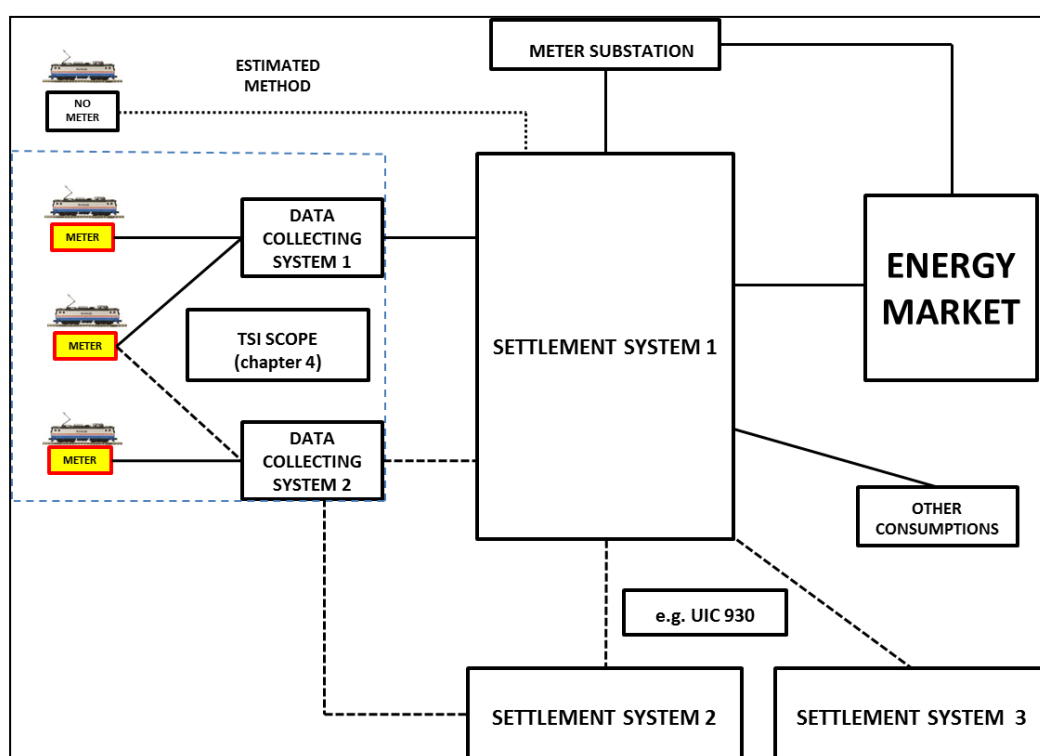 METER SUBSTATION
ESTIMATED
METHOD
NO
METER
METER
DATA
COLLECTING
SYSTEM 1
METER
TSI SCOPE
(chapter 4)
SETTLEMENT SYSTEM 1
ENERGY
MARKET
METER
DATA
COLLECTING
SYSTEM 2
OTHER
CONSUMPTIONS
e.g. UIC 930
SETTLEMENT SYSTEM 2
SETTLEMENT SYSTEM 3